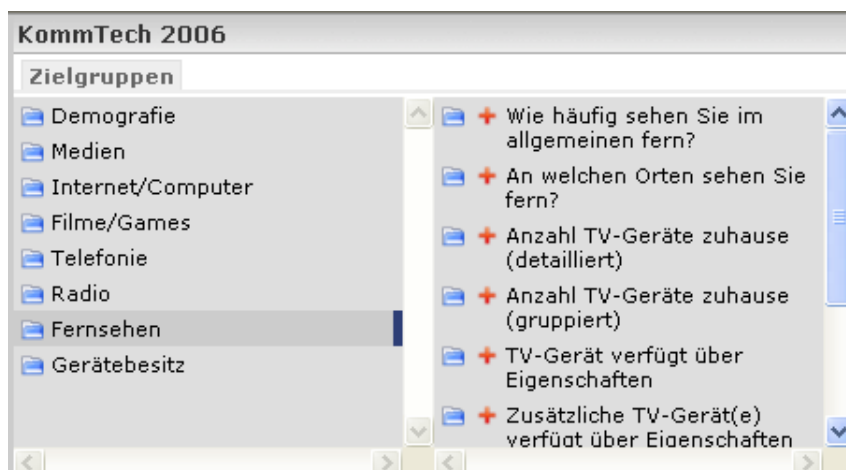 KommTech 2006
Zielgruppen
Demografie
Medien
Internet/Computer
Filme/Games
Telefonie
Radio
Fernsehen
Gerätebesitz
Wie häufig sehen Sie im
allgemeinen fern?
An welchen Orten sehen Sie
fern?
Anzahl TV-Geräte zuhause
(detailliert)
Anzahl TV-Geräte zuhause
(gruppiert)
TV-Gerät verfügt über
Eigenschaften
Zusätzliche TV-Gerät(e)
verfügt über Eigenschaften